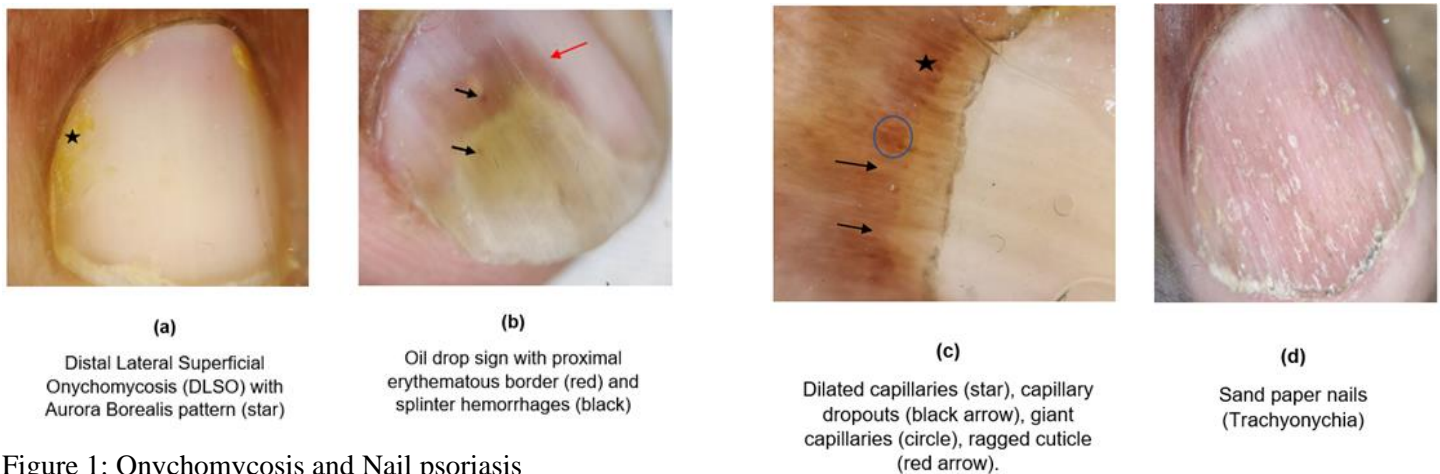 (a)
Distal Lateral Superficial
Onychomycosis (DLSO) with
Aurora Borealis pattern (star)
(b)
Oil drop sign with proximal
erythematous border (red) and
splinter hemorrhages (black)
(c)
Dilated capillaries (star), capillary
dropouts (black arrow), giant
capillaries (circle), ragged cuticle
(red arrow).
(d)
Sand paper nails
(Trachyonychia)
Figure 1: Onychomycosis and Nail psoriasis